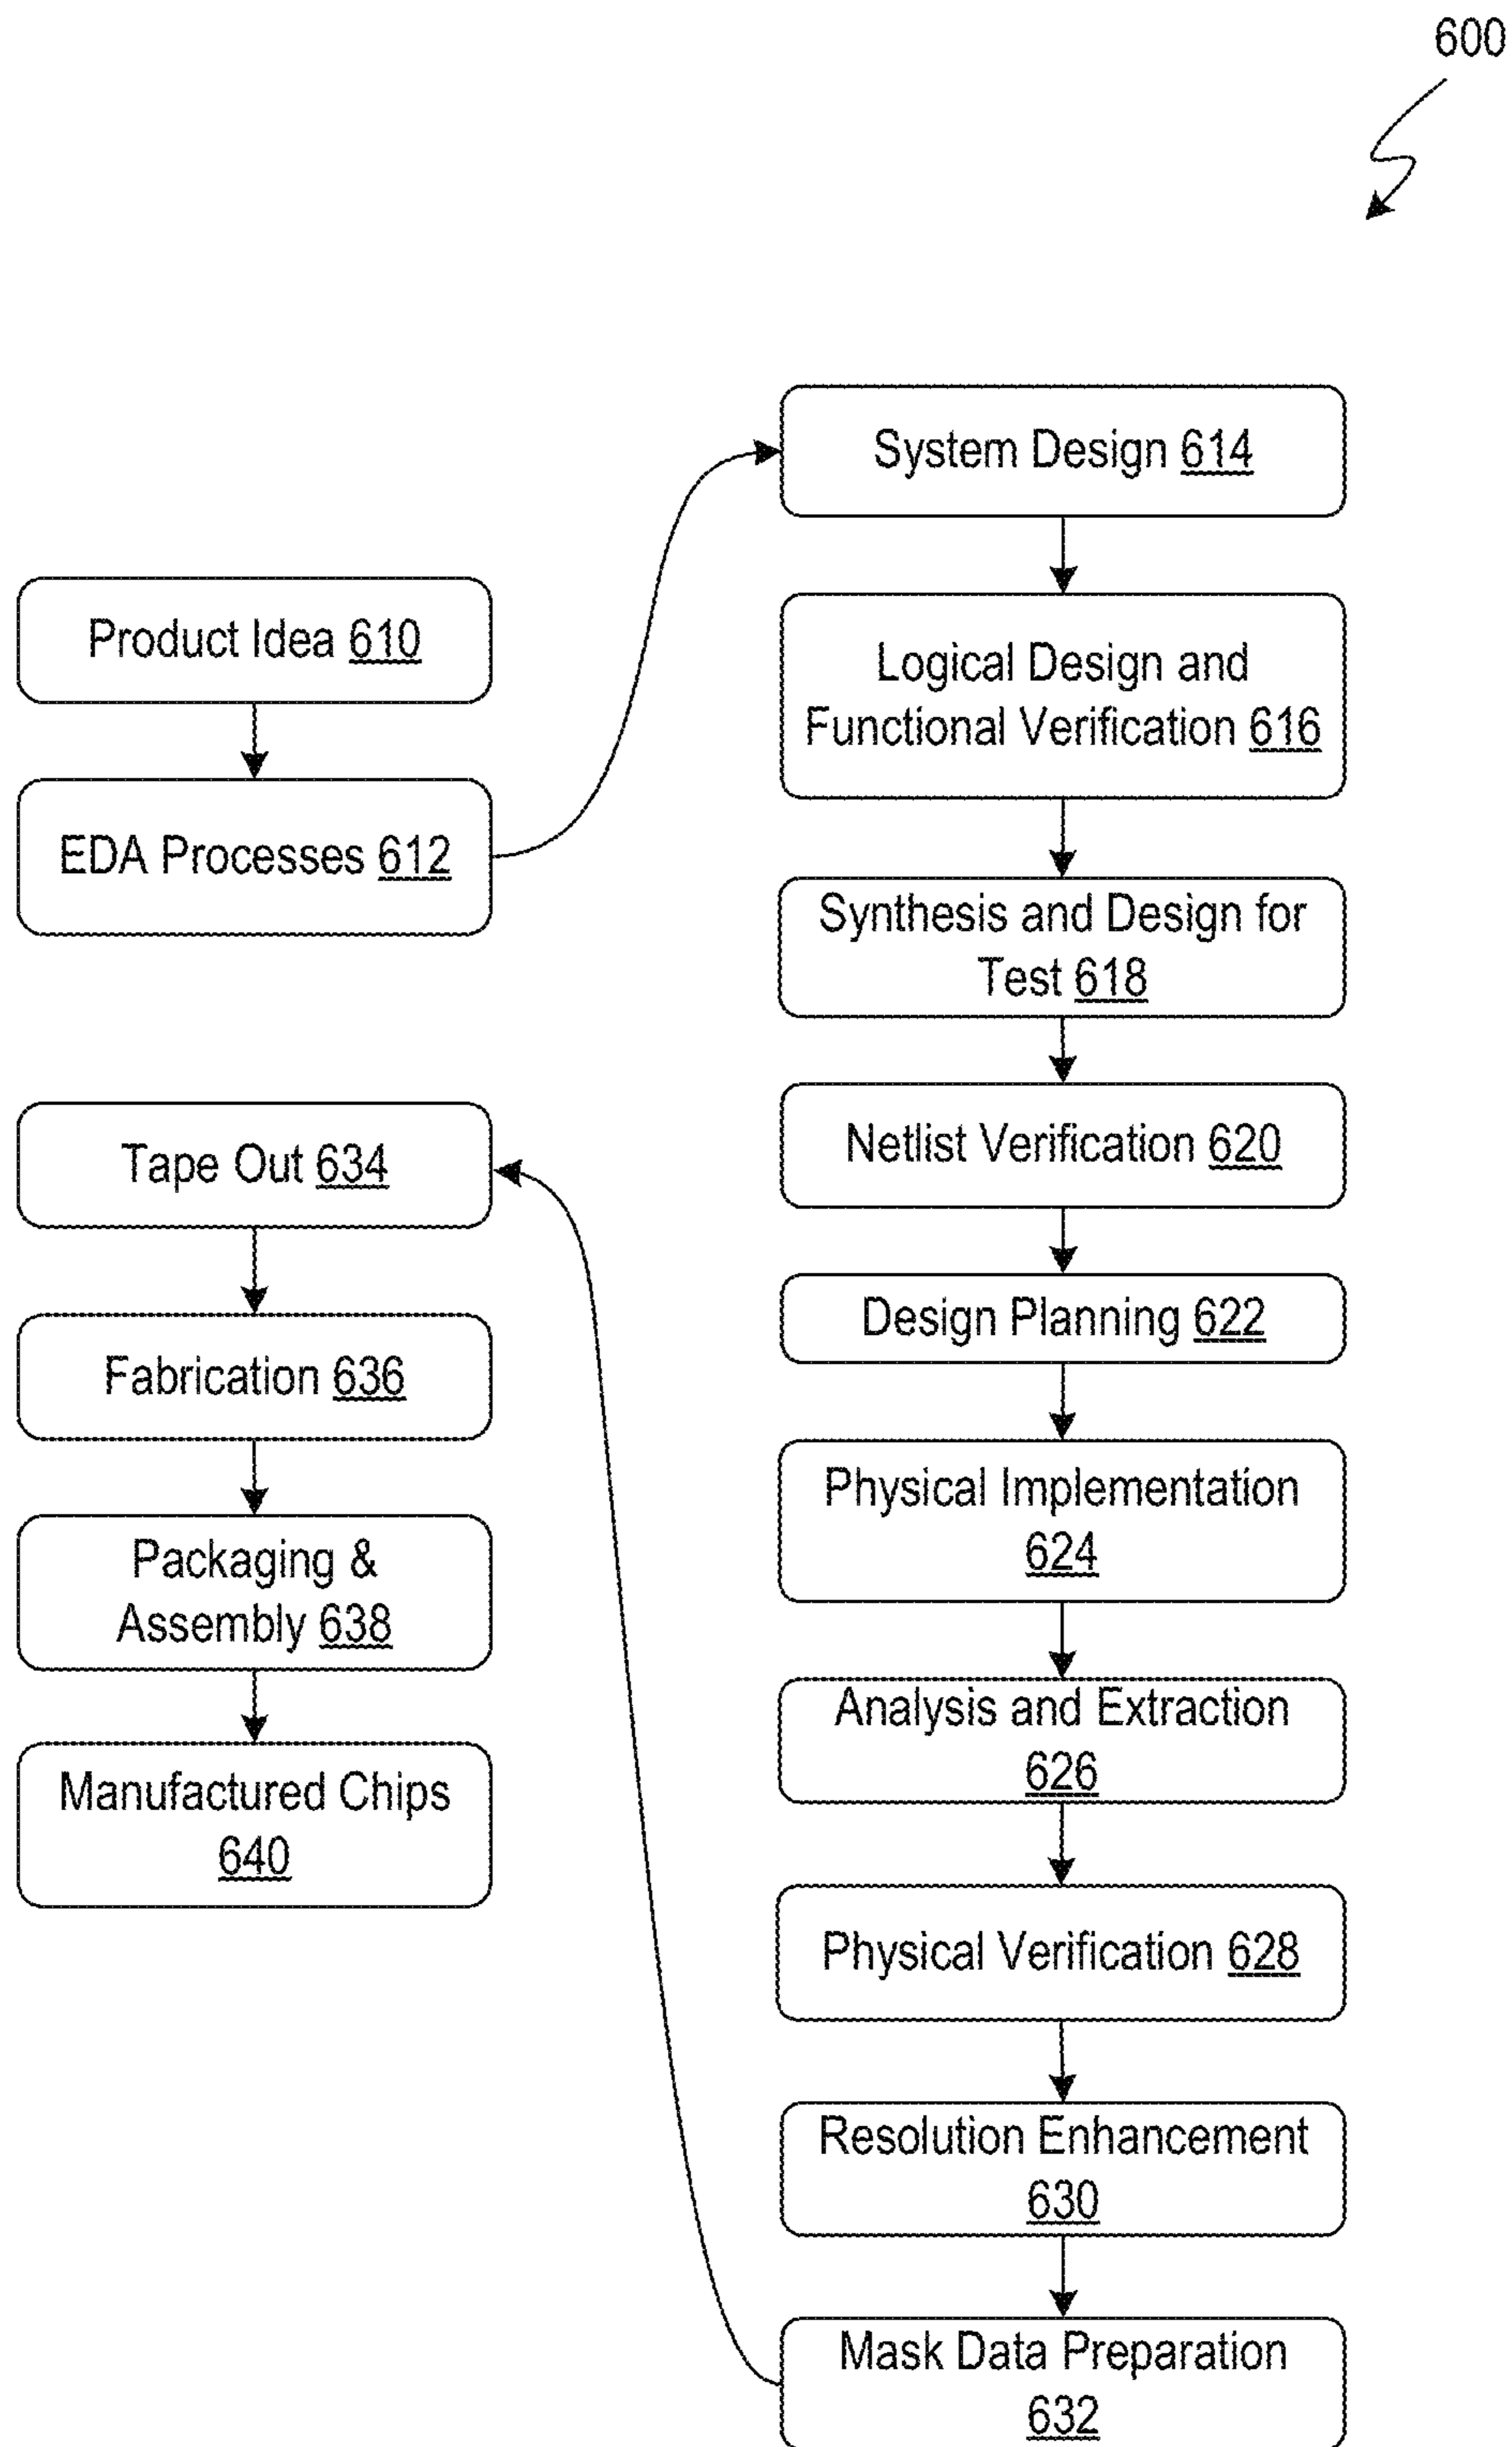 600
Product Idea 610
EDA Processes 612
System Design 614
Logical Design and
Functional Verification 616
Synthesis and Design for
Test 618
Netlist Verification 620
Design Planning 622
Physical Implementation
624
Analysis and Extraction
626
Physical Verification 628
Resolution Enhancement
630
Mask Data Preparation
632
Tape Out 634
Fabrication 636
Packaging &
Assembly 638
Manufactured Chips
640